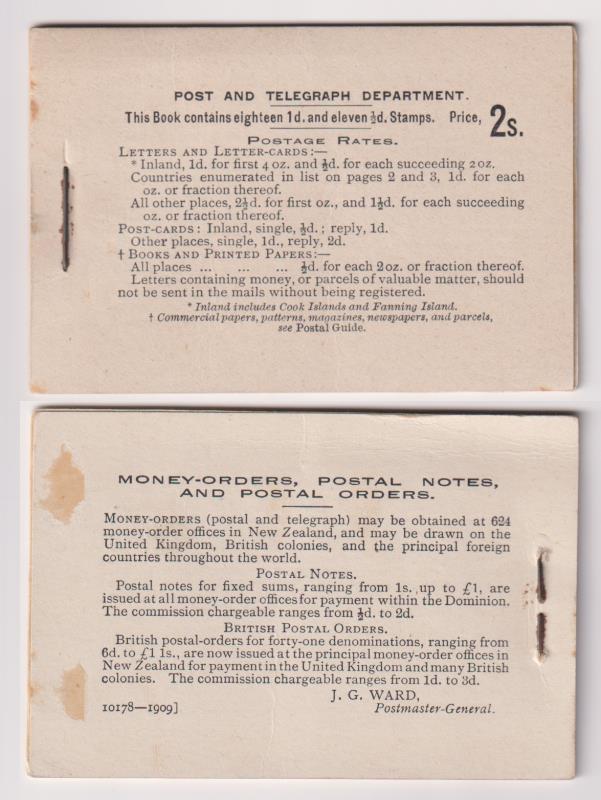 POST AND TELEGRAPH DEPARTMENT.
This Book contains eighteen 1d. and eleven ½d. Stamps. Price, 2s.
POSTAGE RATES.
LETTERS AND LETTER-CARDS:—
* Inland, 1d. for first 4 oz. and ½d. for each succeeding 2 oz.
Countries enumerated in list on pages 2 and 3, 1d. for each
oz. or fraction thereof.
All other places, 2½d. for first oz., and 1½d. for each succeeding
oz. or fraction thereof.
POST-CARDS: Inland, single, ½d.; reply, 1d.
Other places, single, 1d., reply, 2d.
† BOOKS AND PRINTED PAPERS:—
All places ... ... ... ½d. for each 2 oz. or fraction thereof.
Letters containing money, or parcels of valuable matter, should
not be sent in the mails without being registered.
* Inland includes Cook Islands and Fanning Island.
† Commercial papers, patterns, magazines, newspapers, and parcels,
see Postal Guide.
MONEY-ORDERS, POSTAL NOTES,
AND POSTAL ORDERS.
MONEY-ORDERS (postal and telegraph) may be obtained at 624
money-order offices in New Zealand, and may be drawn on the
United Kingdom, British colonies, and the principal foreign
countries throughout the world.
POSTAL NOTES.
Postal notes for fixed sums, ranging from 1s. up to £1, are
issued at all money-order offices for payment within the Dominion.
The commission chargeable ranges from ½d. to 2d.
BRITISH POSTAL ORDERS.
British postal-orders for forty-one denominations, ranging from
6d. to £1 1s., are now issued at the principal money-order offices in
New Zealand for payment in the United Kingdom and many British
colonies. The commission chargeable ranges from 1d. to 3d.
J. G. WARD,
10178—1909] Postmaster-General.